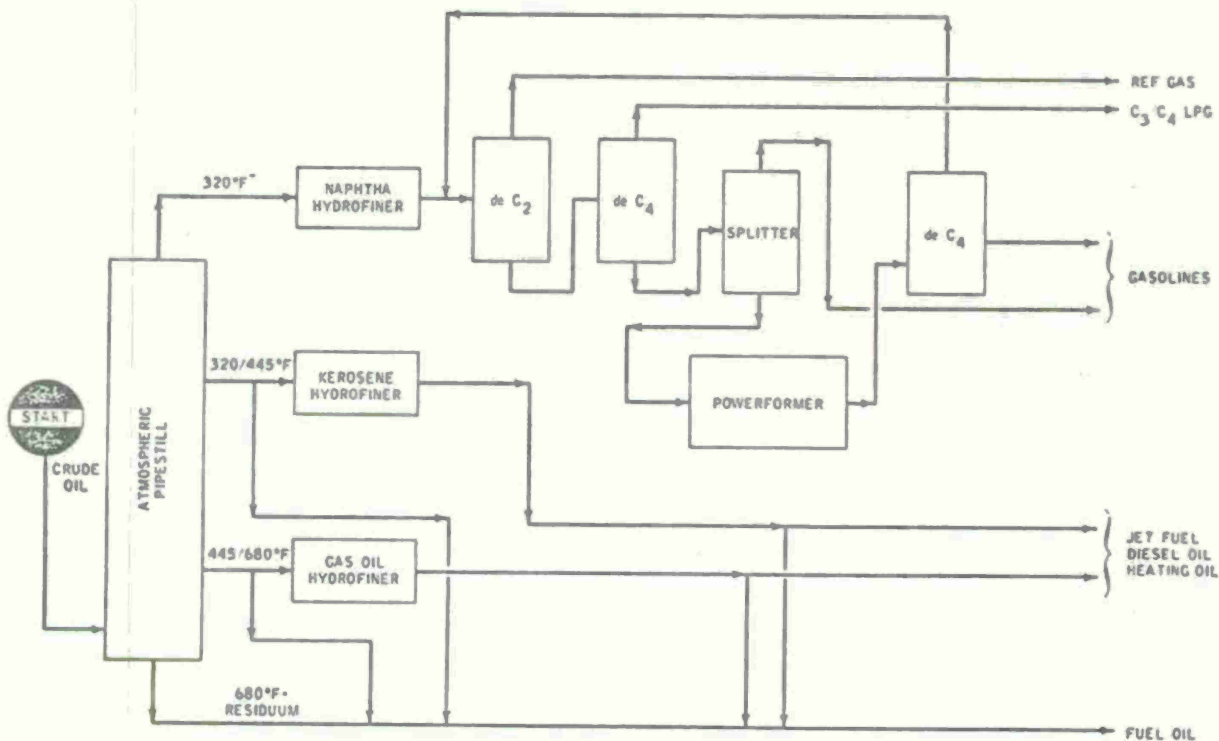 REF GAS
C3/C4 LPG
320°F-
NAPHTHA
HYDROFINER
de C2
de C4
SPLITTER
de C4
GASOLINES
320/445°F
KEROSENE
HYDROFINER
POWERFORMER
START
CRUDE
OIL
ATMOSPHERIC
PIPESTILL
445/680°F
GAS OIL
HYDROFINER
JET FUEL
DIESEL OIL
HEATING OIL
680°F+
RESIDUUM
FUEL OIL